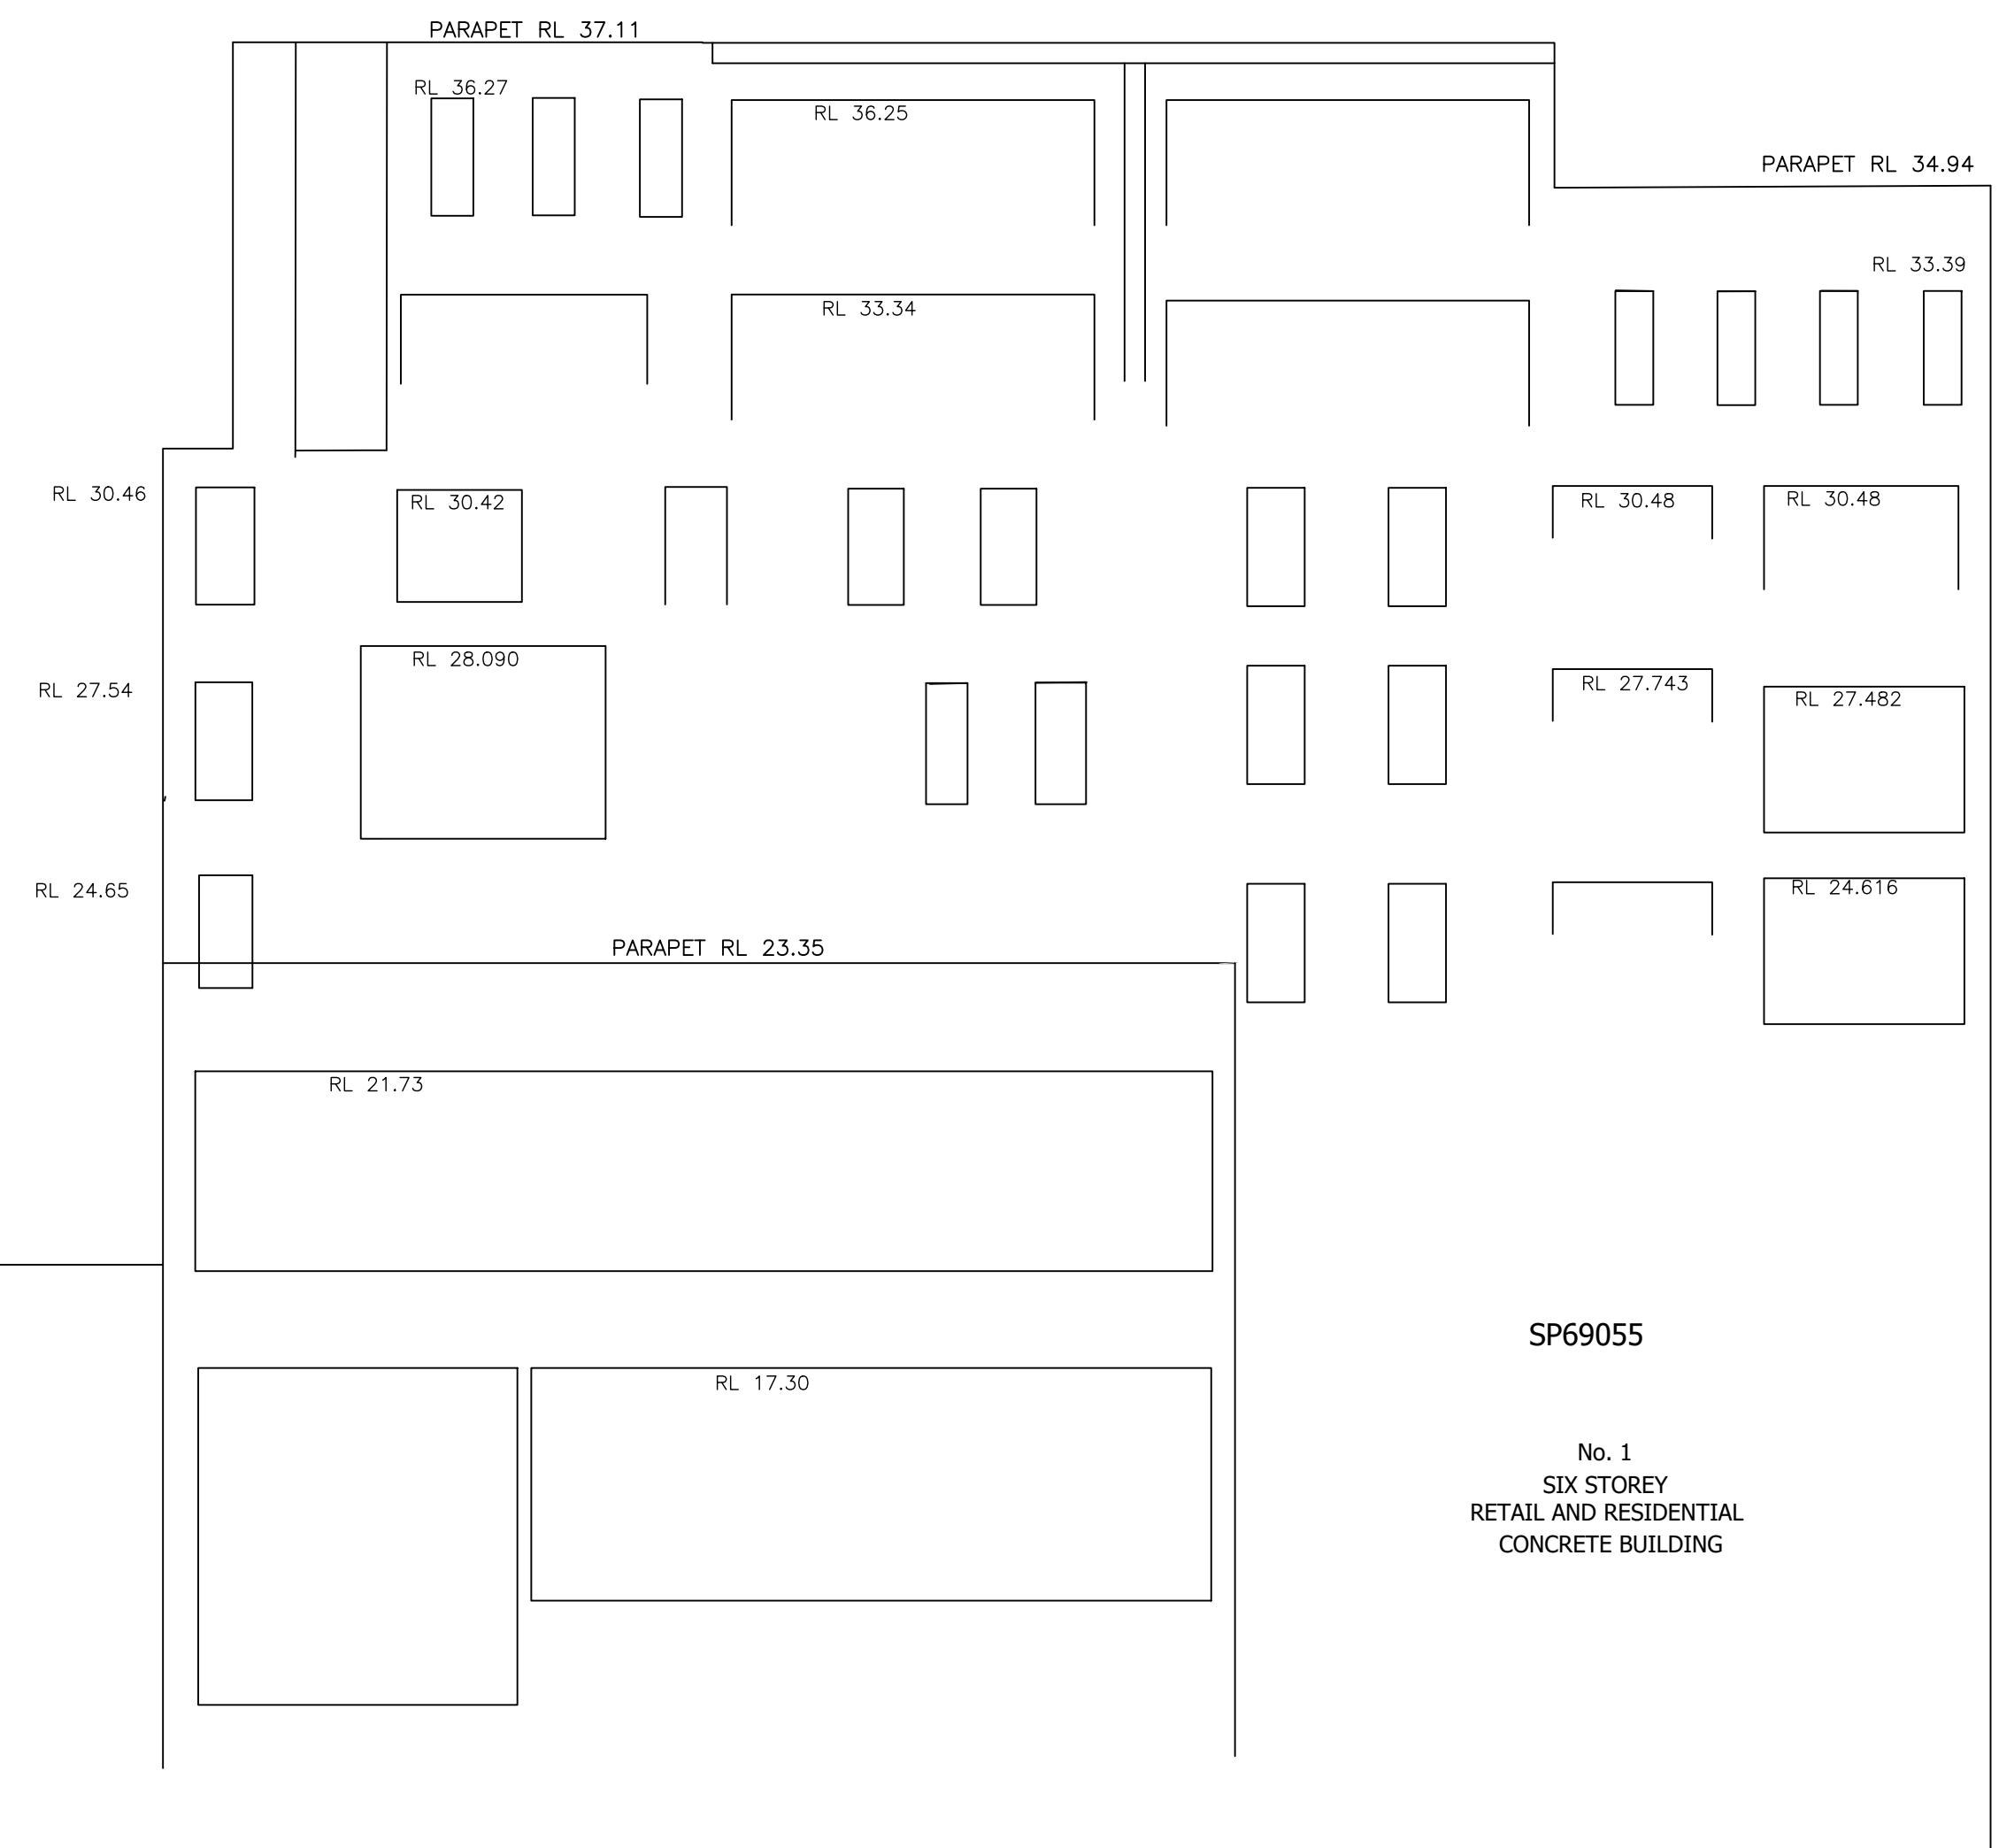 PARAPET RL 37.11
RL 36.27
RL 36.25
PARAPET RL 34.94
RL 33.39
RL 33.34
RL 30.46
RL 30.42
RL 30.48
RL 30.48
RL 28.090
RL 27.54
RL 27.743
RL 27.482
RL 24.65
RL 24.616
PARAPET RL 23.35
RL 21.73
SP69055
RL 17.30
No. 1
SIX STOREY
RETAIL AND RESIDENTIAL
CONCRETE BUILDING